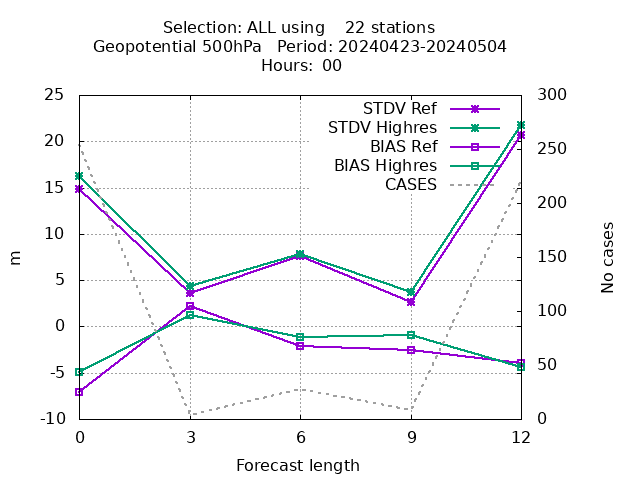 Selection: ALL using    22 stations
Geopotential 500hPa   Period: 20240423-20240504
Hours: 00
STDV Ref
STDV Highres
BIAS Ref
BIAS Highres
CASES
25
20
15
10
5
0
-5
-10
m
300
250
200
150
100
50
0
No cases
0 3 6 9 12
Forecast length